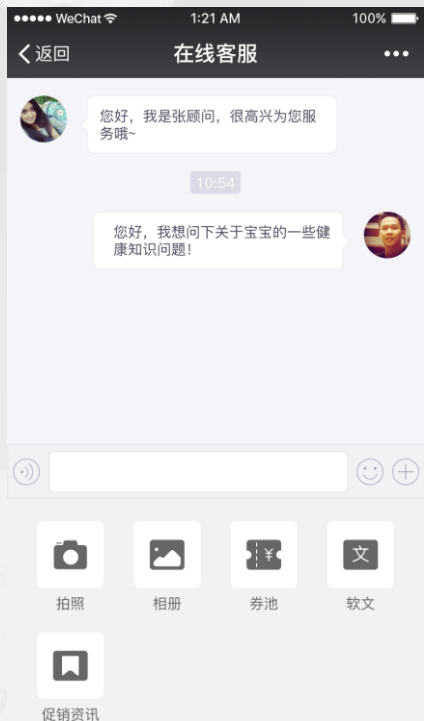 WeChat 1:21 AM 100%
返回 在线客服
您好，我是张顾问，很高兴为您服
务哦~
10:54
您好，我想问下关于宝宝的一些健
康知识问题！
¥ 文
拍照 相册 券池 软文
促销资讯